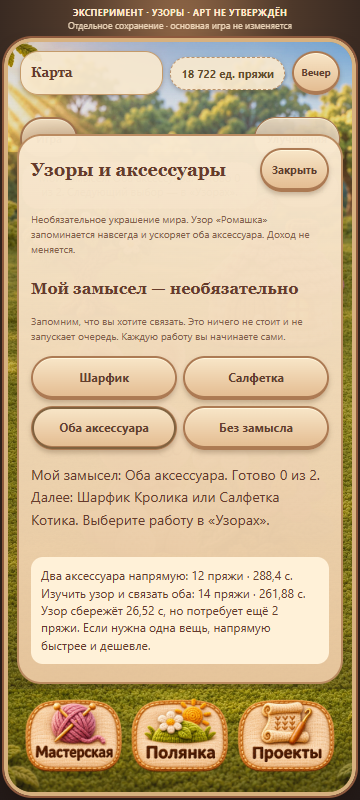 ЭКСПЕРИМЕНТ · УЗОРЫ · АРТ НЕ УТВЕРЖДЁН
Отдельное сохранение · основная игра не изменяется
Карта
18 722 ед. пряжи
Вечер
Узоры и аксессуары
Закрыть
Необязательное украшение мира. Узор «Ромашка»
запоминается навсегда и ускоряет оба аксессуара. Доход не
меняется.
Мой замысел — необязательно
Запомним, что вы хотите связать. Это ничего не стоит и не
запускает очередь. Каждую работу вы начинаете сами.
Шарфик
Салфетка
Оба аксессуара
Без замысла
Мой замысел: Оба аксессуара. Готово 0 из 2.
Далее: Шарфик Кролика или Салфетка
Котика. Выберите работу в «Узорах».
Два аксессуара напрямую: 12 пряжи · 288,4 с.
Изучить узор и связать оба: 14 пряжи · 261,88 с.
Узор сбережёт 26,52 с, но потребует ещё 2
пряжи. Если нужна одна вещь, напрямую
быстрее и дешевле.
Мастерская
Полянка
Проекты